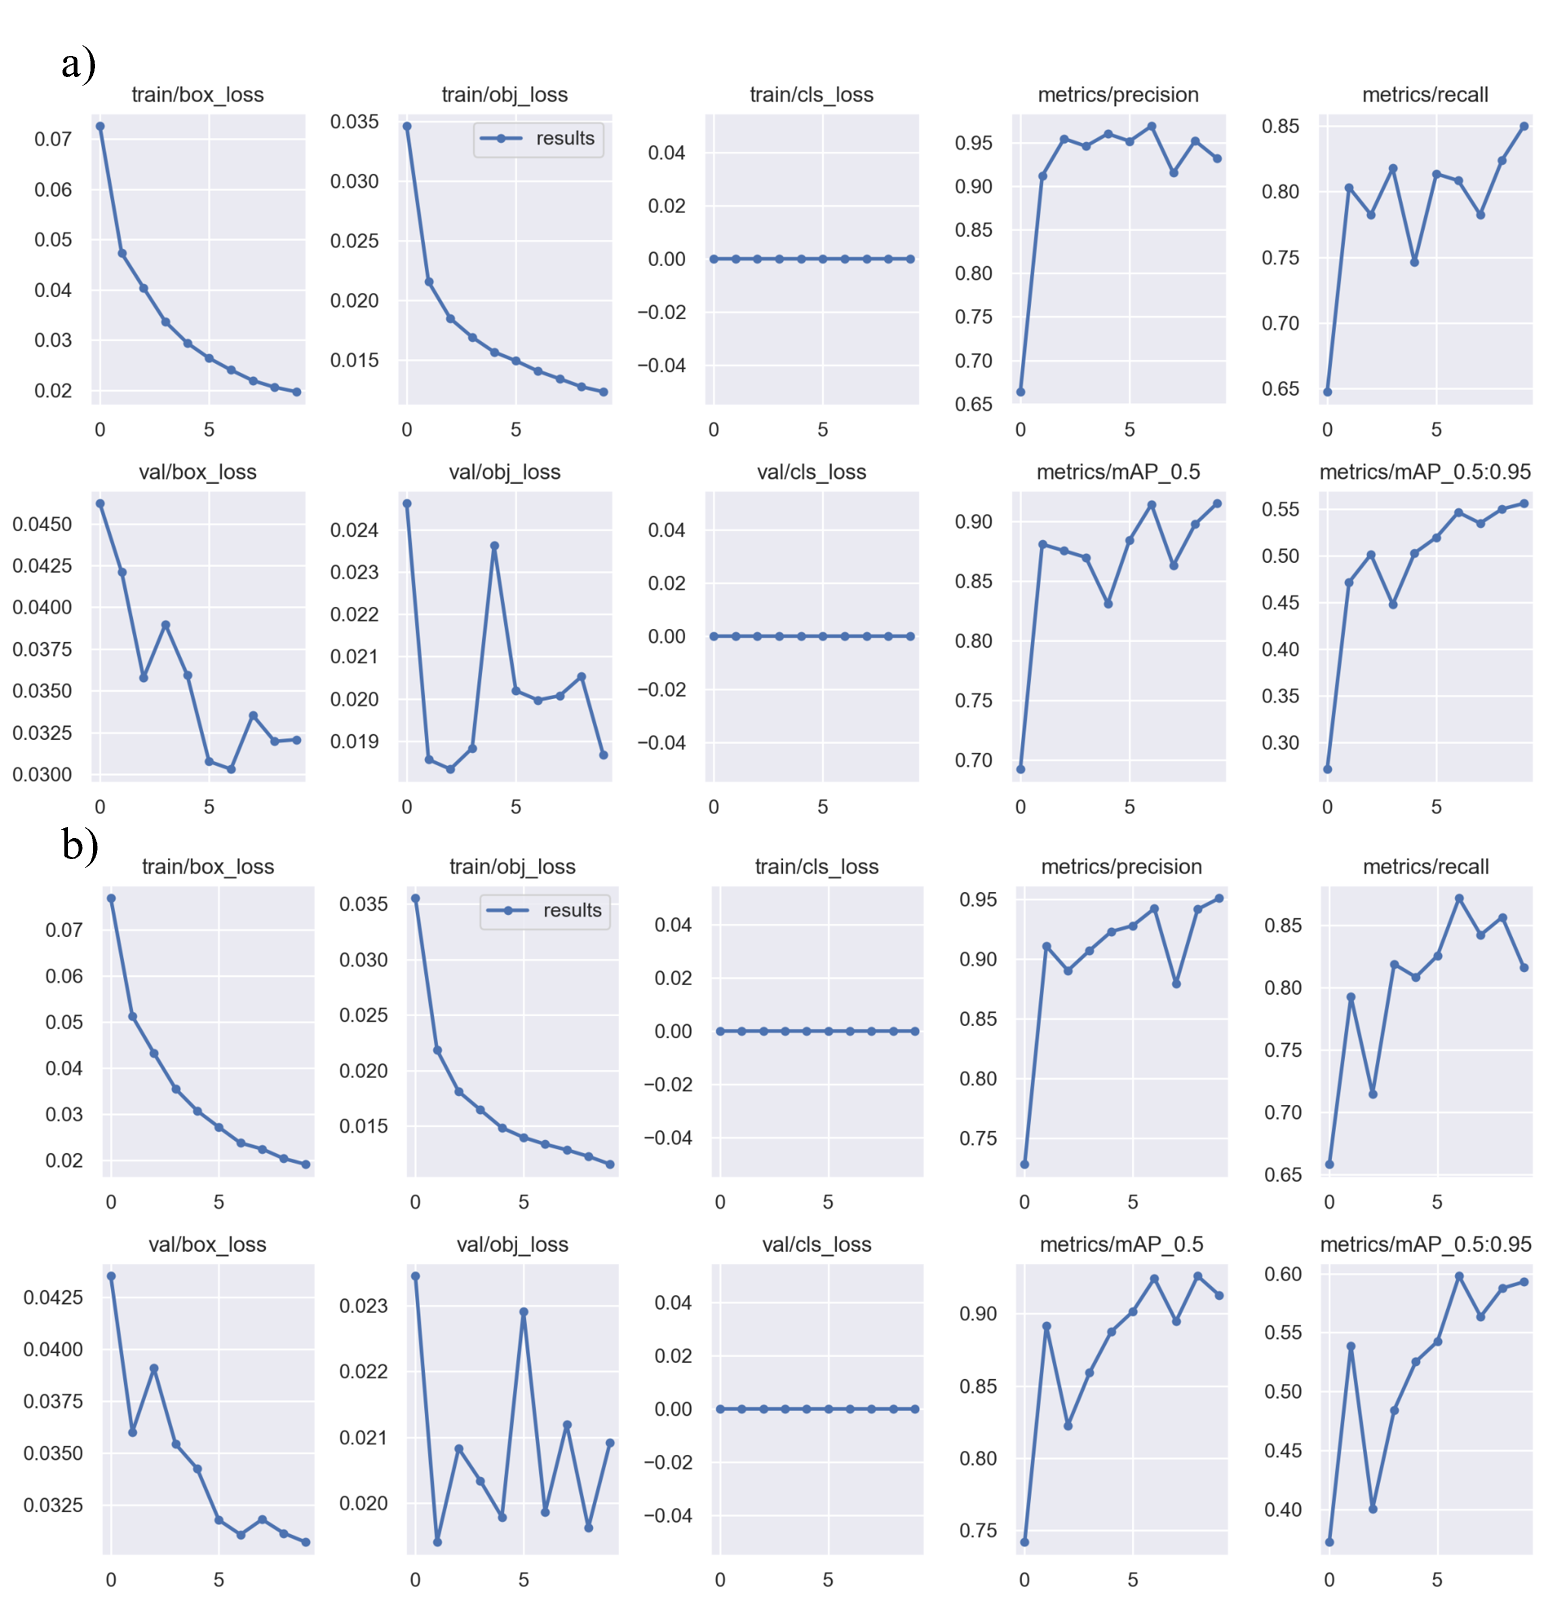 a)
train/box_loss train/obj_loss train/cls_loss metrics/precision metrics/recall
results
0.07 0.06 0.05 0.04 0.03 0.02
0.035 0.030 0.025 0.020 0.015
0.04 0.02 0.00 −0.02 −0.04
0.95 0.90 0.85 0.80 0.75 0.70 0.65
0.85 0.80 0.75 0.70 0.65
0 5 0 5 5 0 5 0 5
val/box_loss val/obj_loss val/cls_loss metrics/mAP_0.5 metrics/mAP_0.5:0.95
0.0450 0.0425 0.0400 0.0375 0.0350 0.0325 0.0300
0.024 0.023 0.022 0.021 0.020 0.019
0.04 0.02 0.00 −0.02 −0.04
0.90 0.85 0.80 0.75 0.70
0.55 0.50 0.45 0.40 0.35 0.30
0 5 0 5 0 5 0 5 0 5
b)
train/box_loss train/obj_loss train/cls_loss metrics/precision metrics/recall
results
0.07 0.06 0.05 0.04 0.03 0.02
0.035 0.030 0.025 0.020 0.015
0.04 0.02 0.00 −0.02 −0.04
0.95 0.90 0.85 0.80 0.75
0.85 0.80 0.75 0.70 0.65
0 5 0 5 0 5 0 5 0 5
val/box_loss val/obj_loss val/cls_loss metrics/mAP_0.5 metrics/mAP_0.5:0.95
0.0425 0.0400 0.0375 0.0350 0.0325
0.023 0.022 0.021 0.020
0.04 0.02 0.00 −0.02 −0.04
0.90 0.85 0.80 0.75
0.60 0.55 0.50 0.45 0.40
0 5 0 5 0 5 0 5 0 5